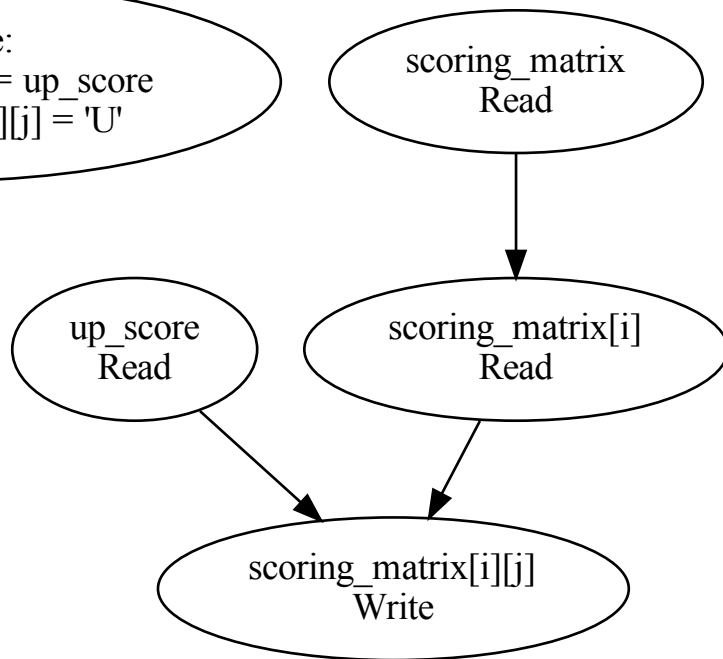 e:
= up_score
][j] = 'U'
scoring_matrix
Read
up_score
Read
scoring_matrix[i]
Read
scoring_matrix[i][j]
Write